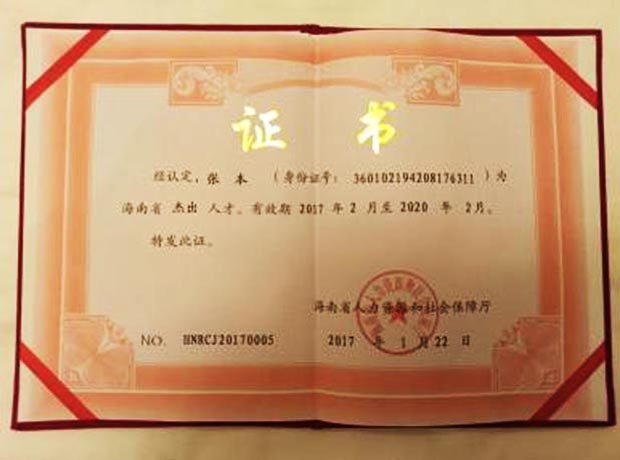 证 书
经认定，张 本 （身份证号：360102194208176311）为
海南省 杰出 人才。有效期 2017 年 2 月至 2020 年 2月。
特发此证。
海南省人力资源和社会保障厅
NO. HNRCJ20170005
2017 年 1 月 22 日